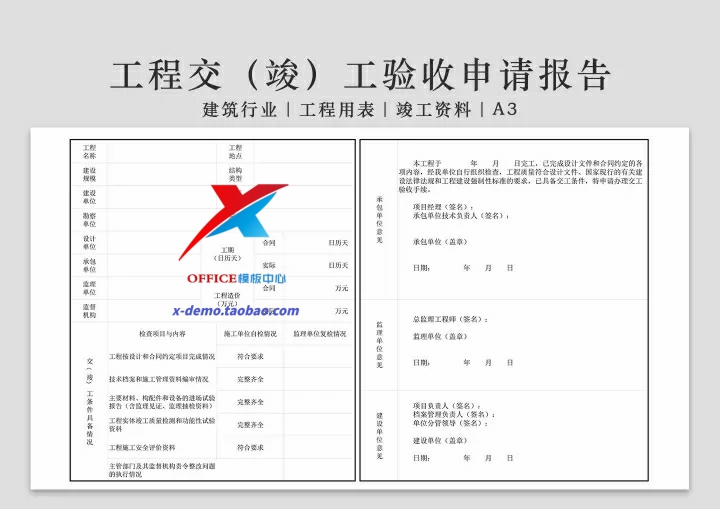 工程交（竣）工验收申请报告
建筑行业｜工程用表｜竣工资料｜A3
工程
名称
工程
地点
建设
规模
结构
类型
建设
单位
勘察
单位
设计
单位
工期
（日历天）
合同
日历天
承包
单位
实际
日历天
监理
单位
工程造价
（万元）
合同
万元
监督
机构
万元
OFFICE模板中心
x-demo.taobao.com
交（竣）工条件具备情况
检查项目与内容
施工单位自检情况
监理单位复检情况
工程按设计和合同约定项目完成情况
符合要求
技术档案和施工管理资料编审情况
完整齐全
主要材料、构配件和设备的进场试验
报告（含监理见证、监理抽检资料）
完整齐全
工程实体竣工质量检测和功能性试验
资料
完整齐全
工程施工安全评价资料
符合要求
主管部门及其监督机构责令整改问题
的执行情况
承包单位意见
本工程于 年 月 日完工，已完成设计文件和合同约定的各
项内容，经我单位自行组织检查，工程质量符合设计文件、国家现行的有关建
设法律法规和工程建设强制性标准的要求，已具备交工条件，特申请办理交工
验收手续。
项目经理（签名）：
承包单位技术负责人（签名）：
承包单位（盖章）
日期： 年 月 日
监理单位意见
总监理工程师（签名）：
监理单位（盖章）
日期： 年 月 日
建设单位意见
项目负责人（签名）：
档案管理负责人（签名）：
单位分管领导（签名）：
建设单位（盖章）
日期： 年 月 日